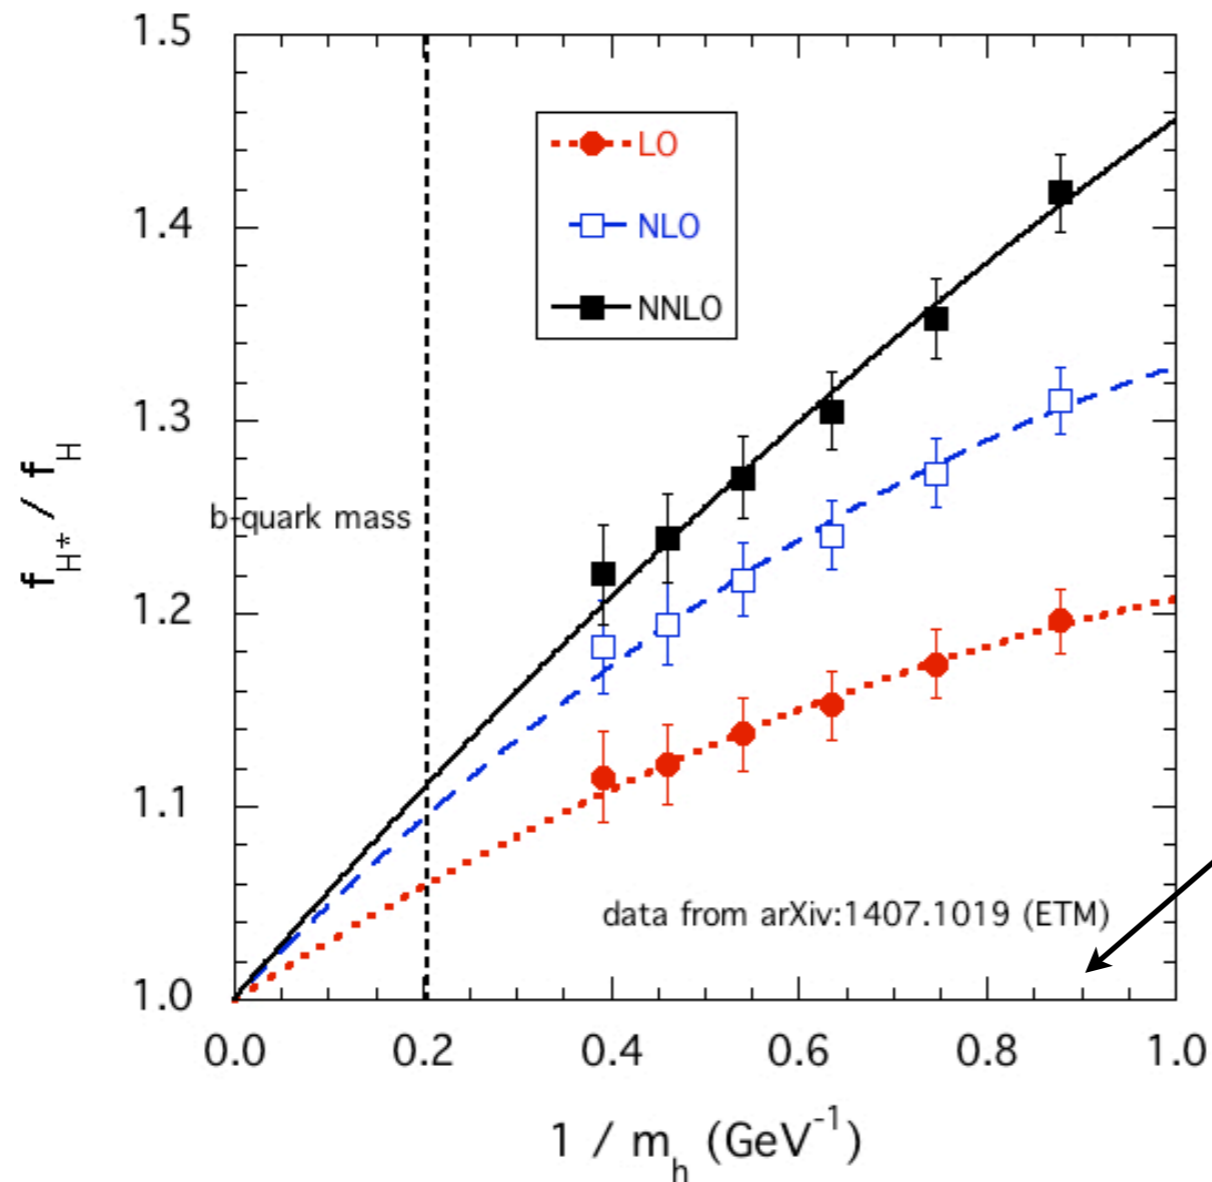 1.5
1.4
1.3
1.2
1.1
1.0
f_H* / f_H
LO
NLO
NNLO
b-quark mass
data from arXiv:1407.1019 (ETM)
0.0 0.2 0.4 0.6 0.8 1.0
1 / m_h (GeV^-1)